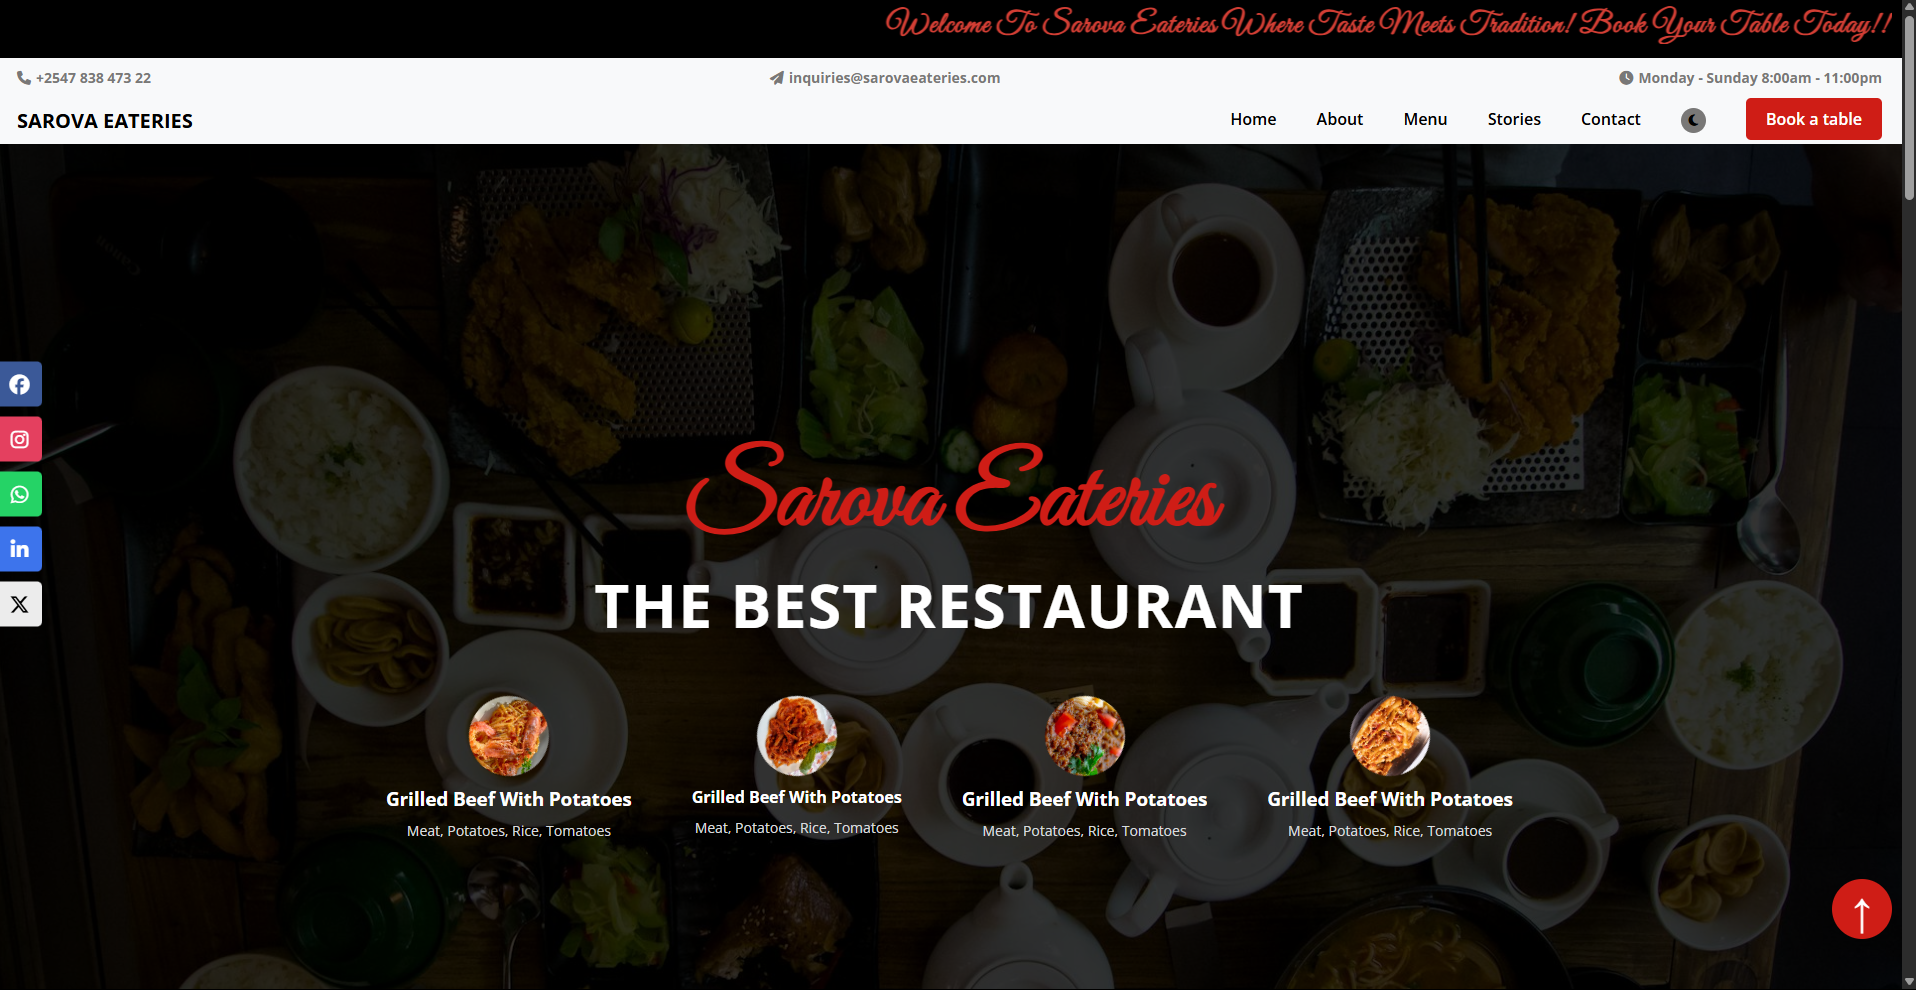 Welcome To Sarova Eateries Where Taste Meets Tradition! Book Your Table Today!!
+2547 838 473 22 inquiries@sarovaeateries.com Monday - Sunday 8:00am - 11:00pm
SAROVA EATERIES Home About Menu Stories Contact Book a table
Sarova Eateries
THE BEST RESTAURANT
Grilled Beef With Potatoes Grilled Beef With Potatoes Grilled Beef With Potatoes Grilled Beef With Potatoes
Meat, Potatoes, Rice, Tomatoes Meat, Potatoes, Rice, Tomatoes Meat, Potatoes, Rice, Tomatoes Meat, Potatoes, Rice, Tomatoes